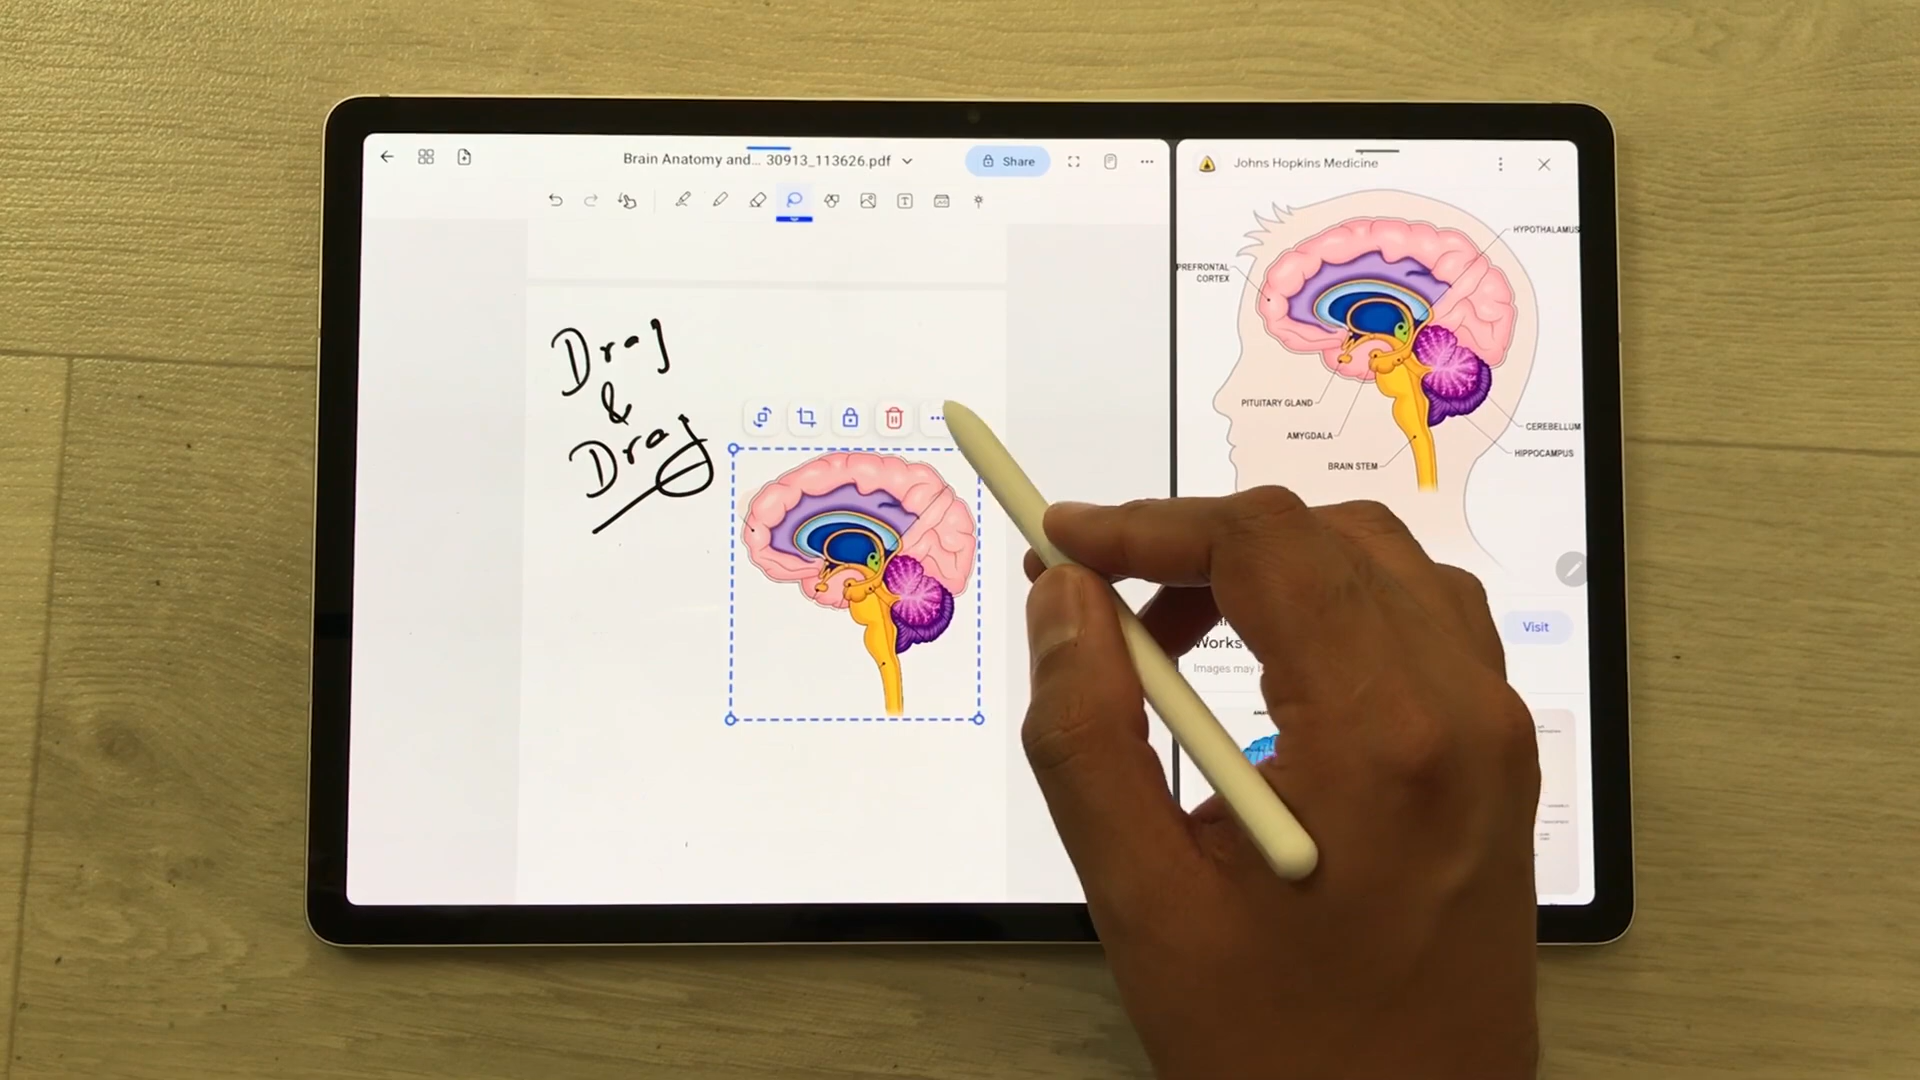 Brain Anatomy and... 30913_113626.pdf
Share
Drag
&
Drag
Johns Hopkins Medicine
HYPOTHALAMUS
PREFRONTAL
CORTEX
PITUITARY GLAND
AMYGDALA
BRAIN STEM
CEREBELLUM
HIPPOCAMPUS
Works
Visit
Images may